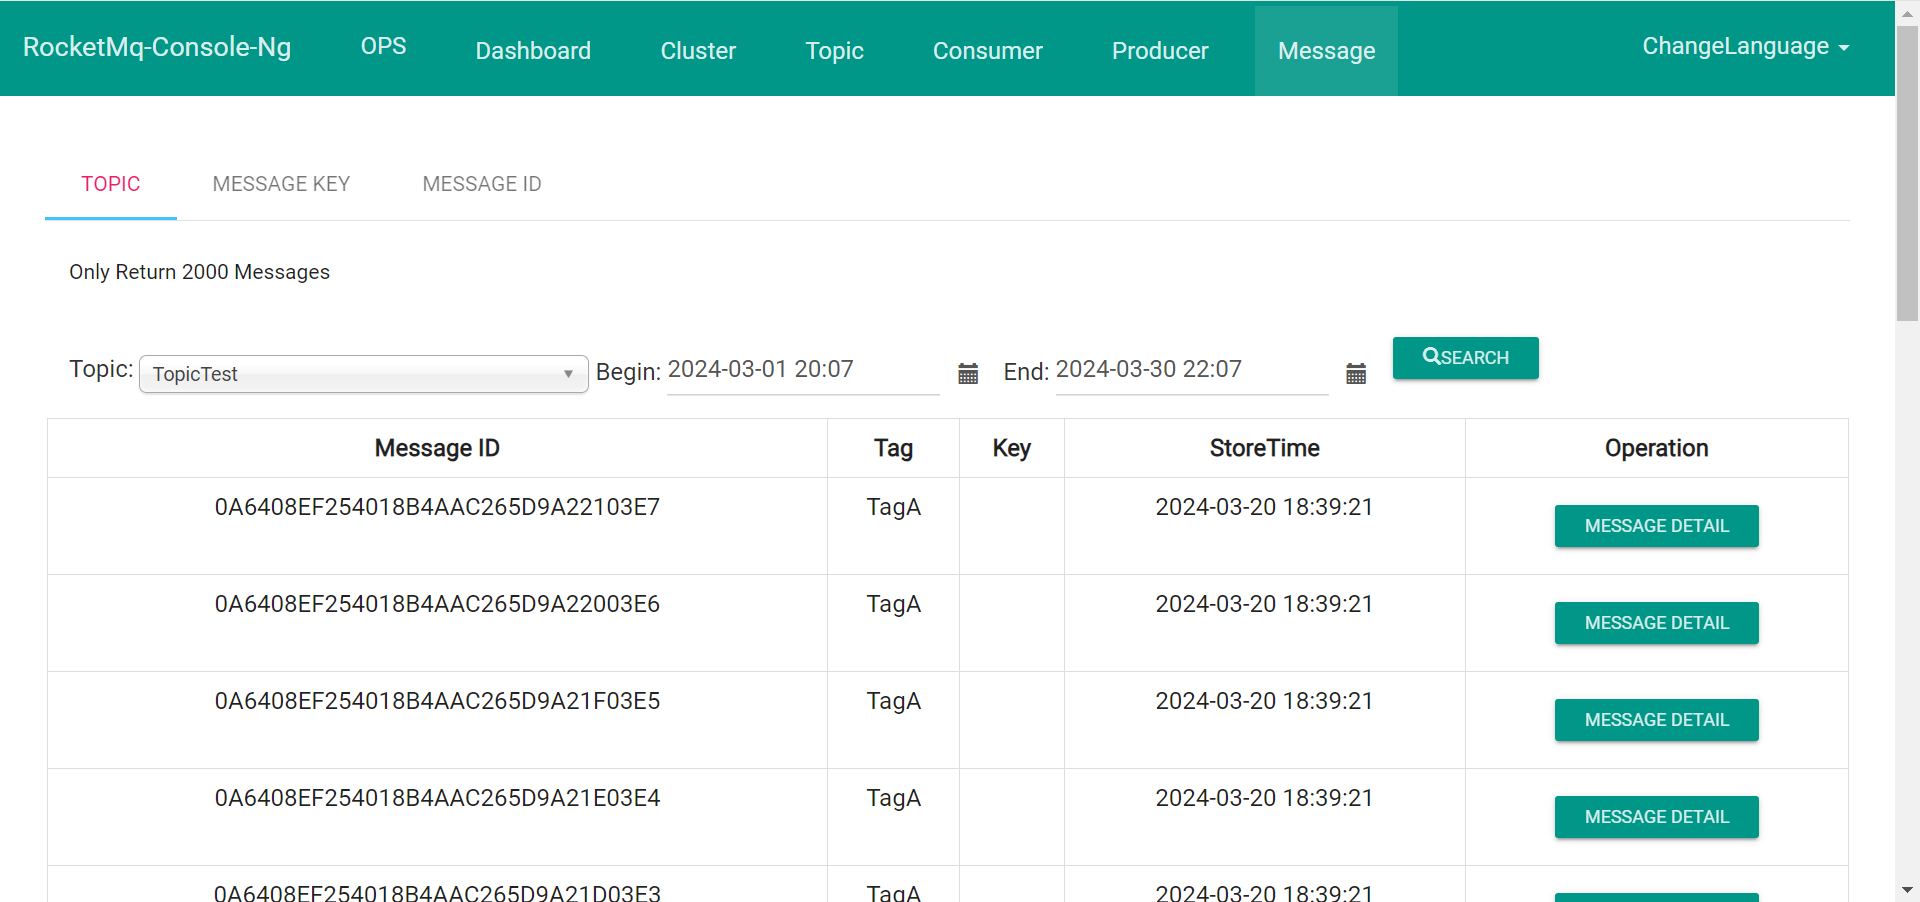 RocketMq-Console-Ng OPS Dashboard Cluster Topic Consumer Producer Message ChangeLanguage
TOPIC MESSAGE KEY MESSAGE ID
Only Return 2000 Messages
Topic: TopicTest Begin: 2024-03-01 20:07 End: 2024-03-30 22:07 SEARCH
Message ID Tag Key StoreTime Operation
0A6408EF254018B4AAC265D9A22103E7 TagA 2024-03-20 18:39:21 MESSAGE DETAIL
0A6408EF254018B4AAC265D9A22003E6 TagA 2024-03-20 18:39:21 MESSAGE DETAIL
0A6408EF254018B4AAC265D9A21F03E5 TagA 2024-03-20 18:39:21 MESSAGE DETAIL
0A6408EF254018B4AAC265D9A21E03E4 TagA 2024-03-20 18:39:21 MESSAGE DETAIL
0A6408EF254018B4AAC265D9A21D03E3 TagA 2024-03-20 18:39:21